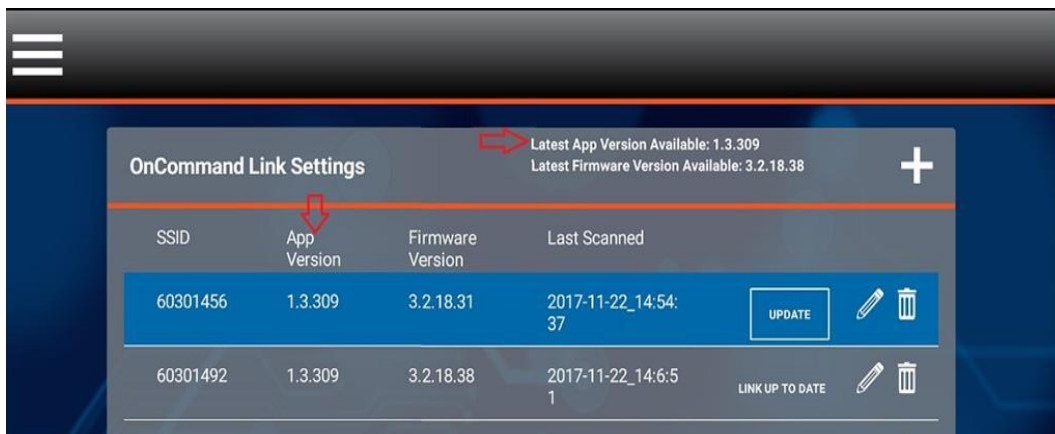 Latest App Version Available: 1.3.309
OnCommand Link Settings
Latest Firmware Version Available: 3.2.18.38
SSID App Version Firmware Version Last Scanned
60301456 1.3.309 3.2.18.31 2017-11-22_14:54:37 UPDATE
60301492 1.3.309 3.2.18.38 2017-11-22_14:6:51 LINK UP TO DATE